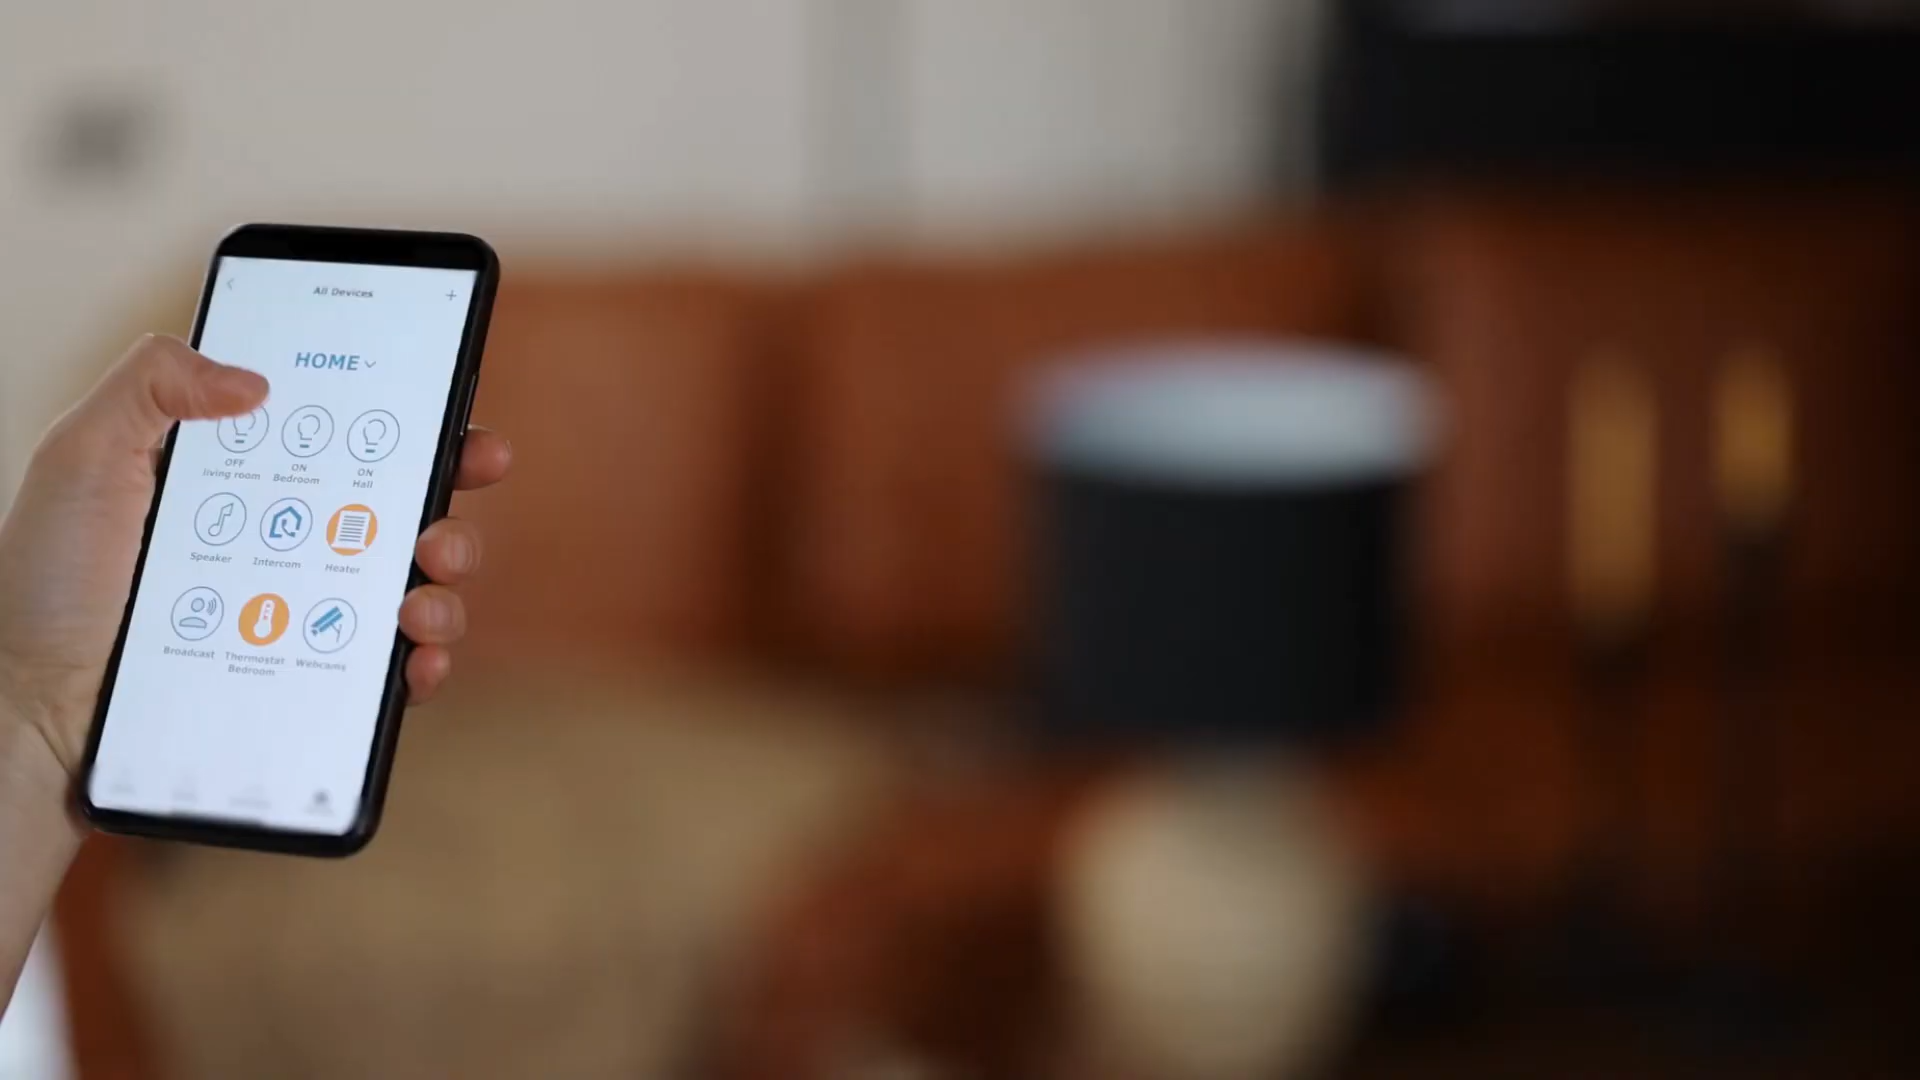 All Devices
HOME
OFF
living room
ON
Bedroom
ON
Hall
Speaker
Intercom
Heater
Broadcast
Thermostat
Bedroom
Webcams